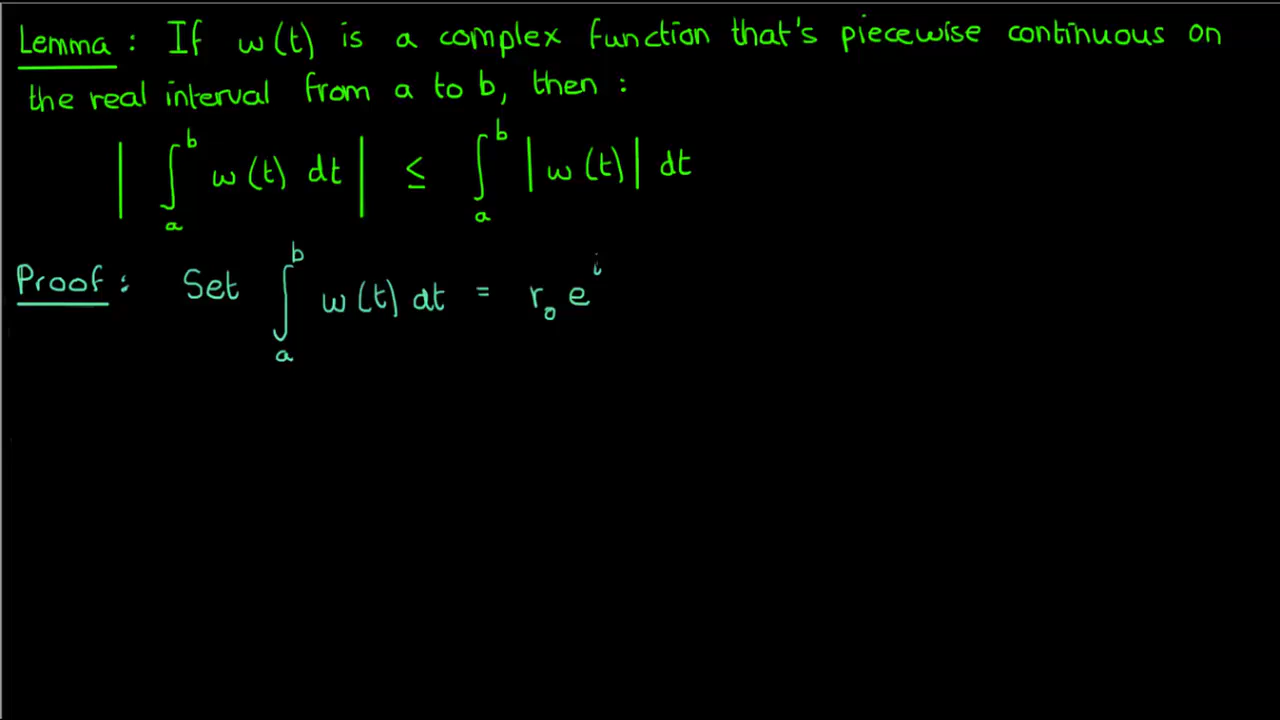 Lemma : If w(t) is a complex function that's piecewise continuous on
the real interval from a to b, then :
| ∫_a^b w(t) dt | ≤ ∫_a^b | w(t) | dt
Proof : Set ∫_a^b w(t) dt = r₀ e^i